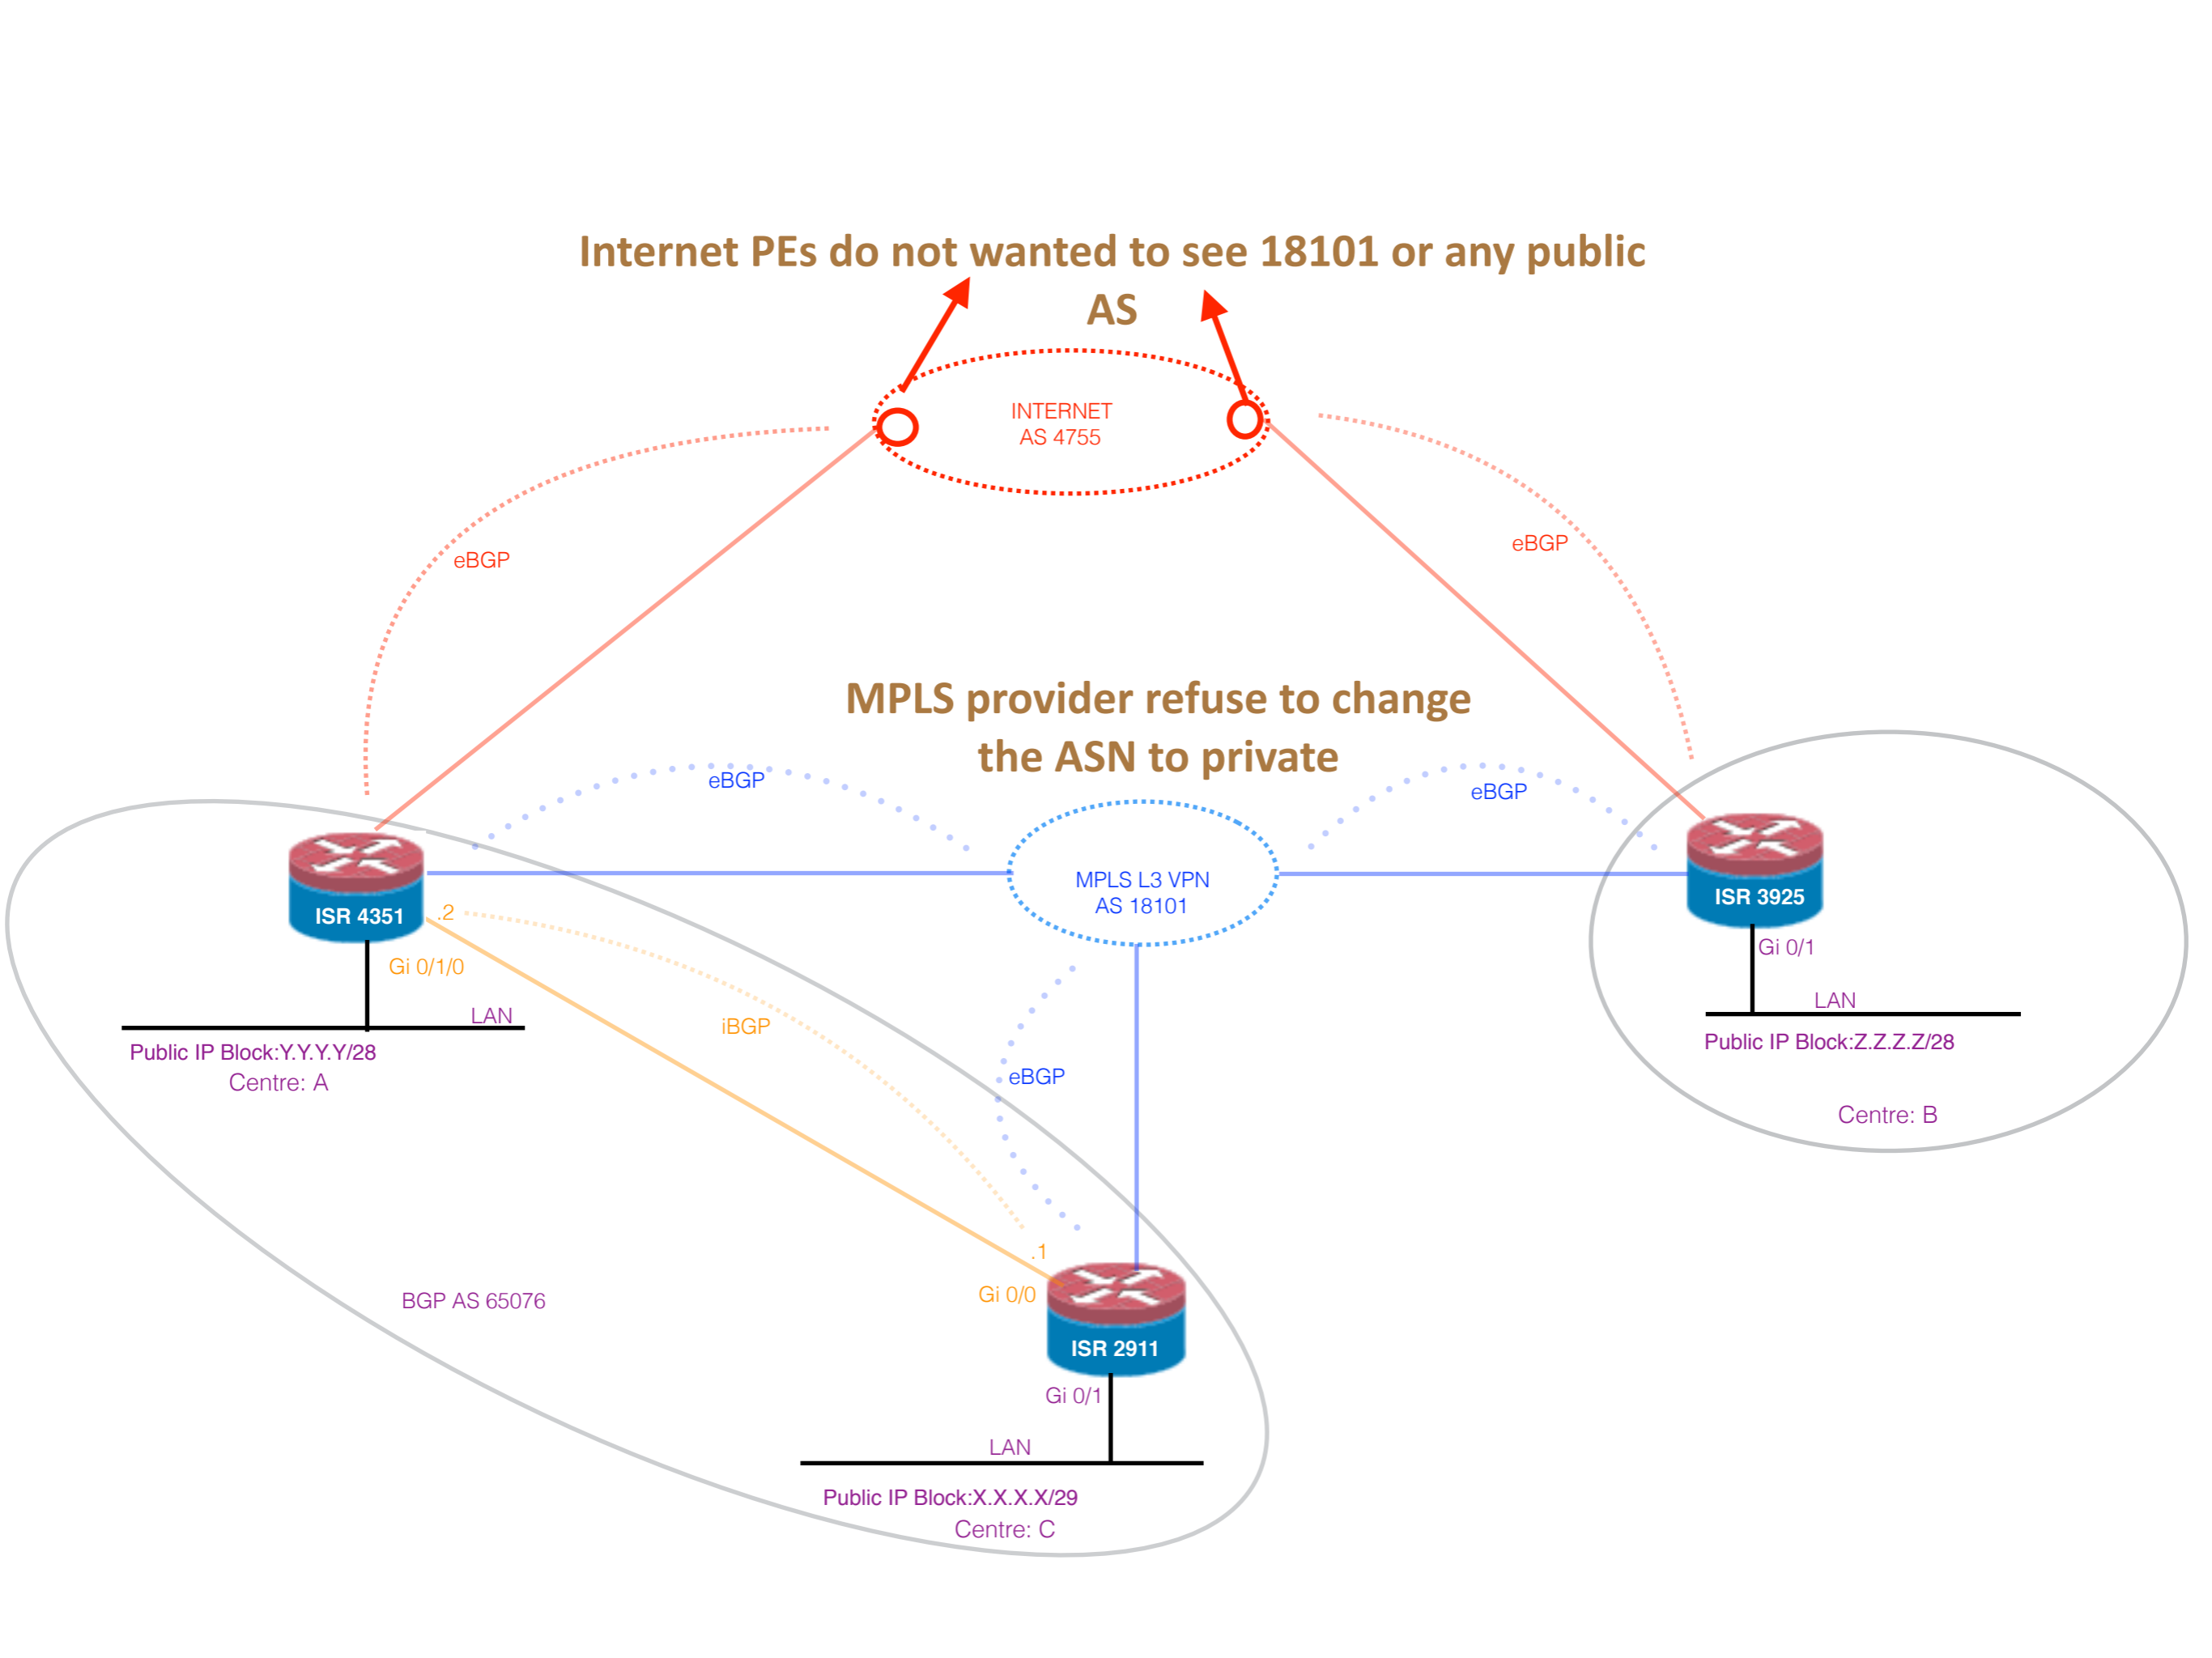 Internet PEs do not wanted to see 18101 or any public
AS
INTERNET
AS 4755
eBGP
eBGP
MPLS provider refuse to change
the ASN to private
eBGP
eBGP
MPLS L3 VPN
AS 18101
ISR 4351
.2
ISR 3925
Gi 0/1
Gi 0/1/0
LAN
LAN
iBGP
Public IP Block:Y.Y.Y.Y/28
Centre: A
Public IP Block:Z.Z.Z.Z/28
eBGP
Centre: B
.1
Gi 0/0
BGP AS 65076
ISR 2911
Gi 0/1
LAN
Public IP Block:X.X.X.X/29
Centre: C